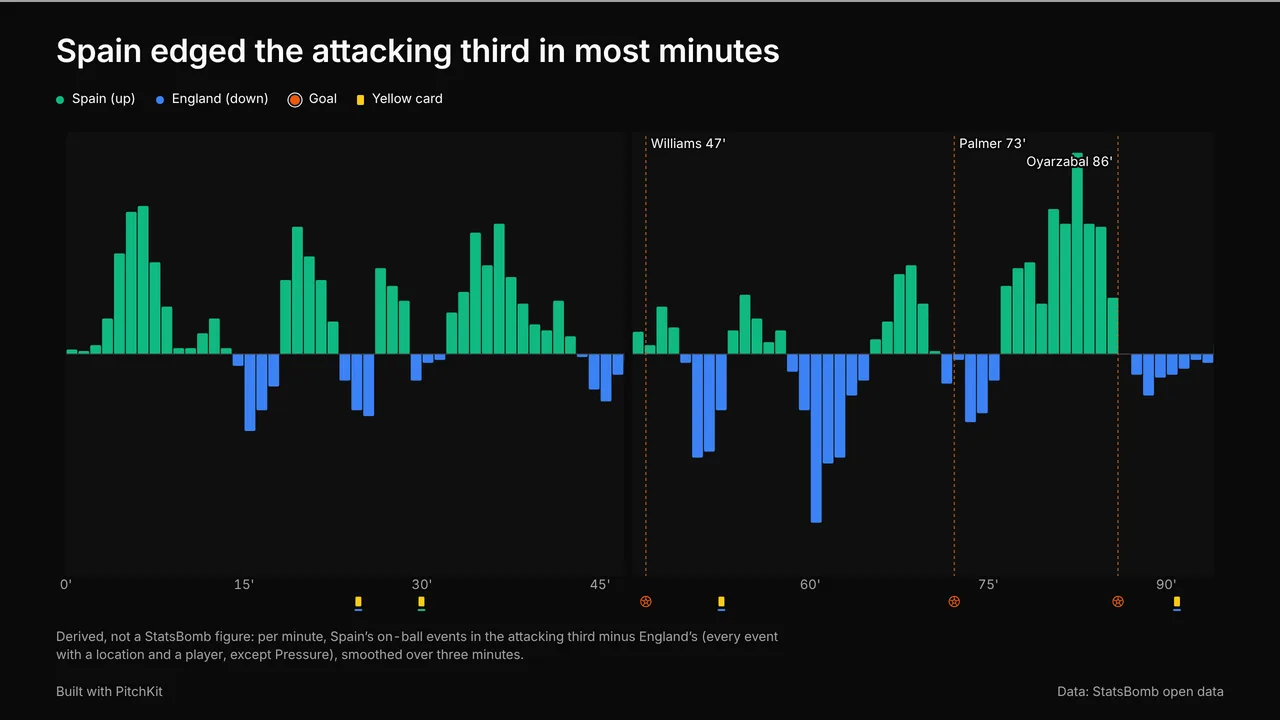 Spain edged the attacking third in most minutes
Spain (up) England (down) Goal Yellow card
Williams 47' Palmer 73'
Oyarzabal 86'
0' 15' 30' 45' 60' 75' 90'
Derived, not a StatsBomb figure: per minute, Spain's on-ball events in the attacking third minus England's (every event
with a location and a player, except Pressure), smoothed over three minutes.
Built with PitchKit Data: StatsBomb open data